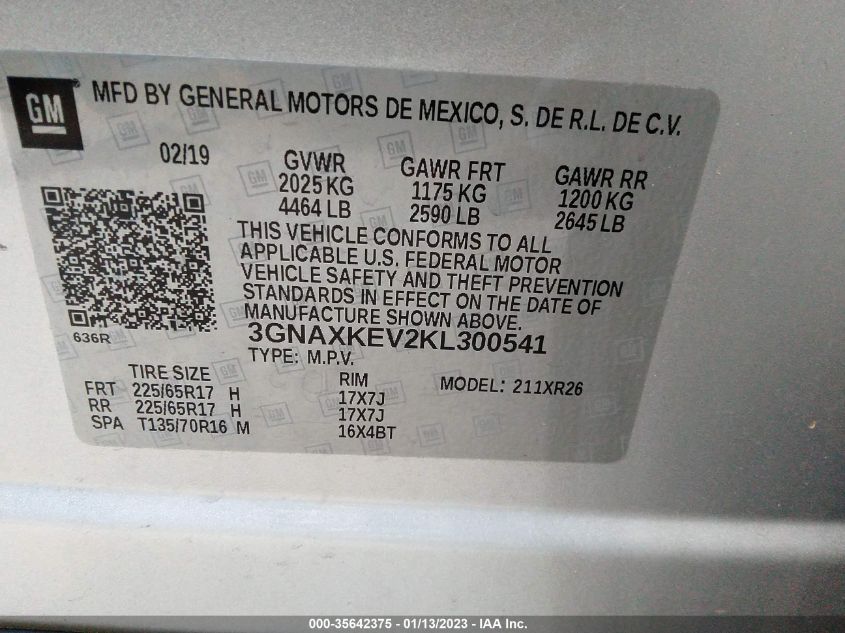 GM
MFD BY GENERAL MOTORS DE MEXICO, S. DE R.L. DE C.V.
02/19 GVWR GAWR FRT GAWR RR
2025 KG 1175 KG 1200 KG
4464 LB 2590 LB 2645 LB
THIS VEHICLE CONFORMS TO ALL
APPLICABLE U.S. FEDERAL MOTOR
VEHICLE SAFETY AND THEFT PREVENTION
STANDARDS IN EFFECT ON THE DATE OF
MANUFACTURE SHOWN ABOVE.
636R
3GNAXKEV2KL300541
TYPE: M.P.V.
TIRE SIZE RIM MODEL: 211XR26
FRT 225/65R17 H 17X7J
RR 225/65R17 H 17X7J
SPA T135/70R16 M 16X4BT
000-35642375 - 01/13/2023 - IAA Inc.